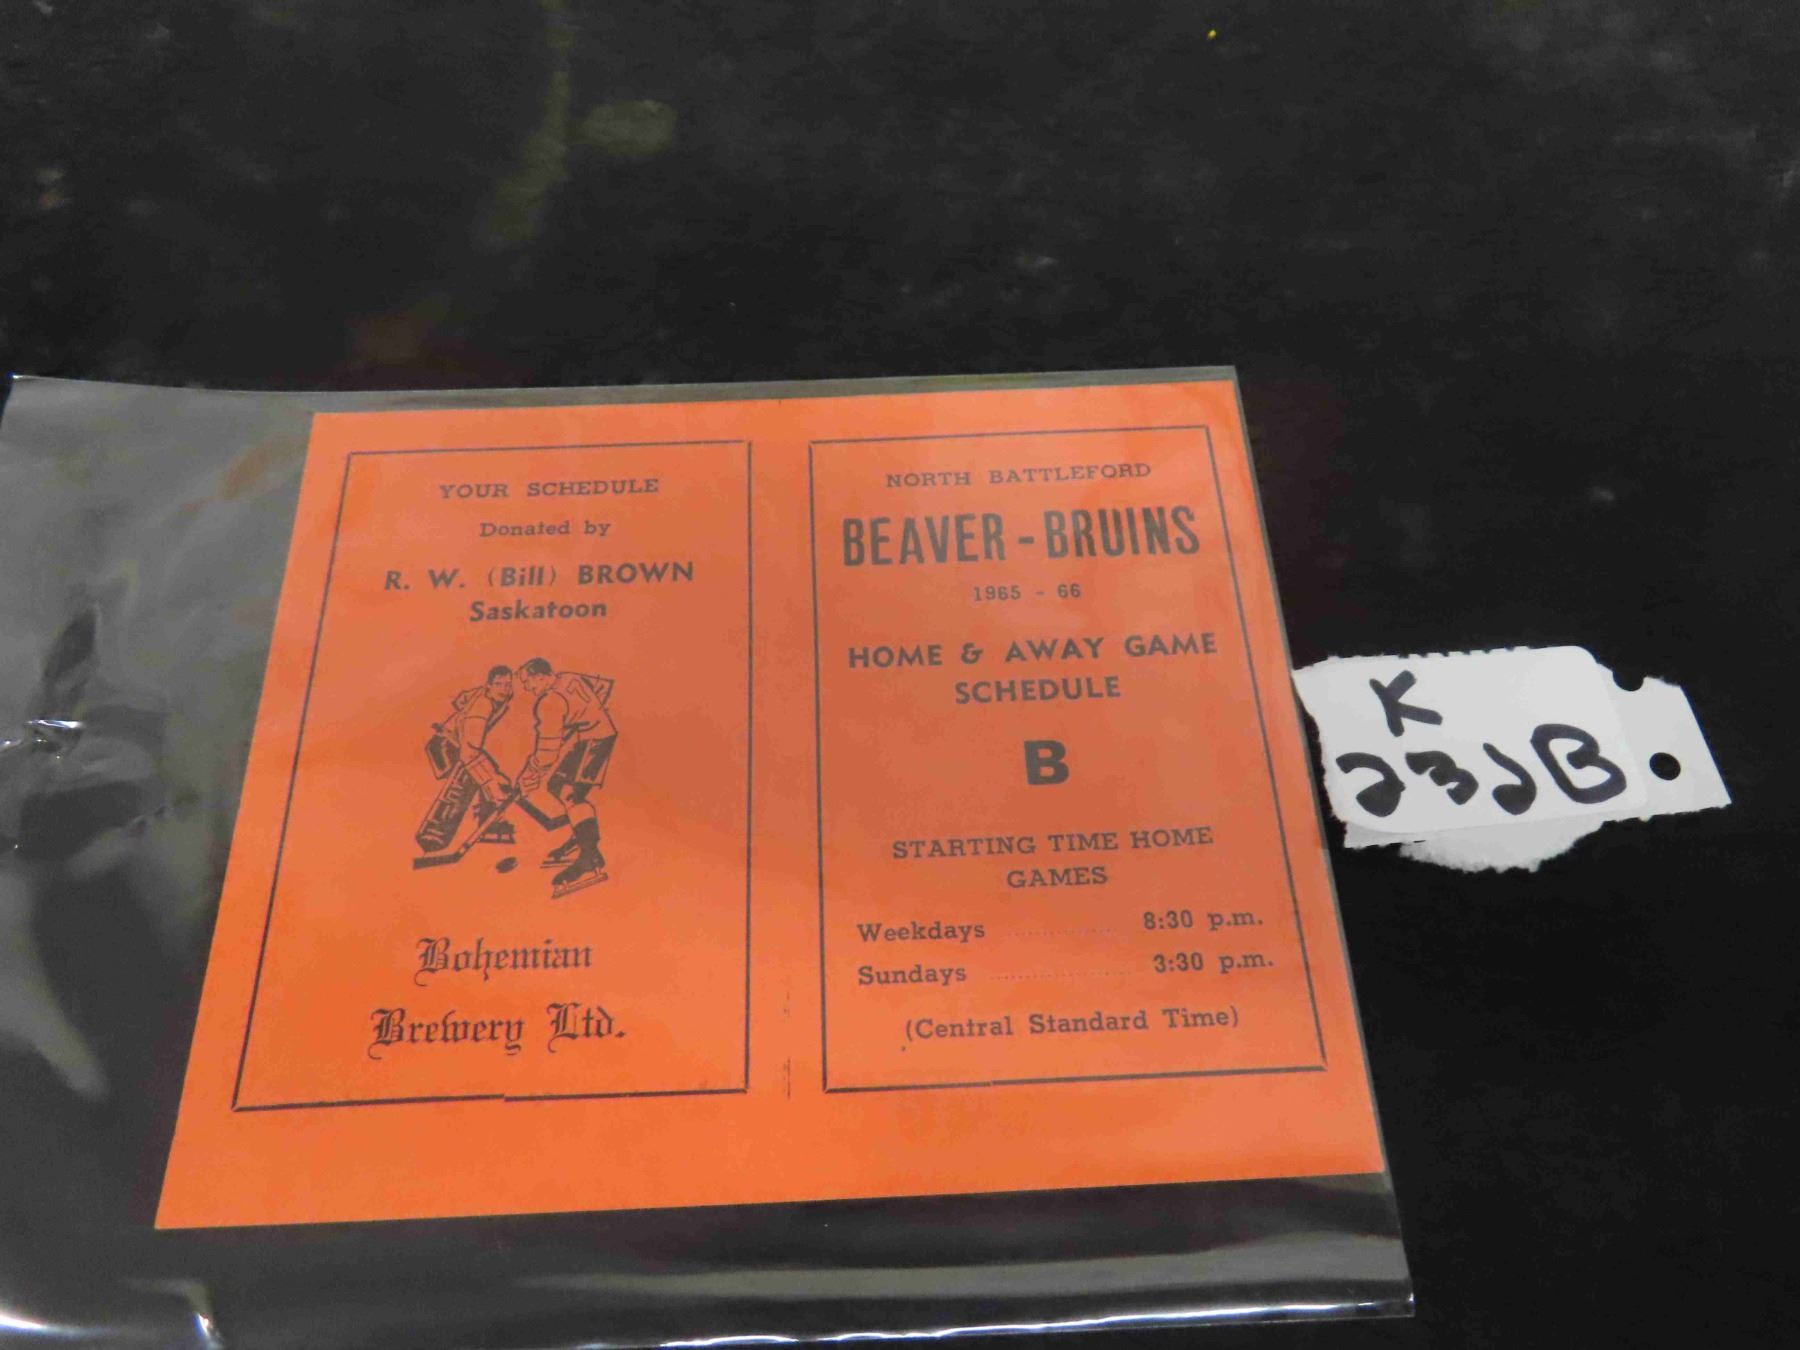 YOUR SCHEDULE
Donated by
R. W. (Bill) BROWN
Saskatoon
Bohemian
Brewery Ltd.
NORTH BATTLEFORD
BEAVER - BRUINS
1965 - 66
HOME & AWAY GAME
SCHEDULE
B
STARTING TIME HOME
GAMES
Weekdays .................. 8:30 p.m.
Sundays .................. 3:30 p.m.
(Central Standard Time)
K
232B